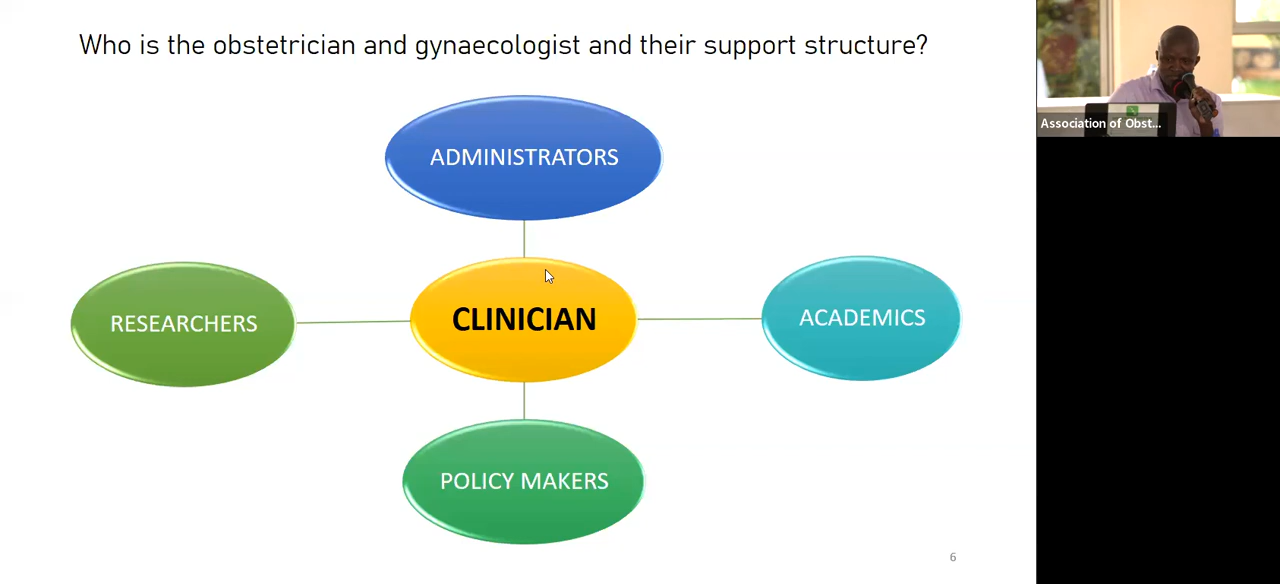 Who is the obstetrician and gynaecologist and their support structure?
ADMINISTRATORS
RESEARCHERS
CLINICIAN
ACADEMICS
POLICY MAKERS
6
Association of Obst...